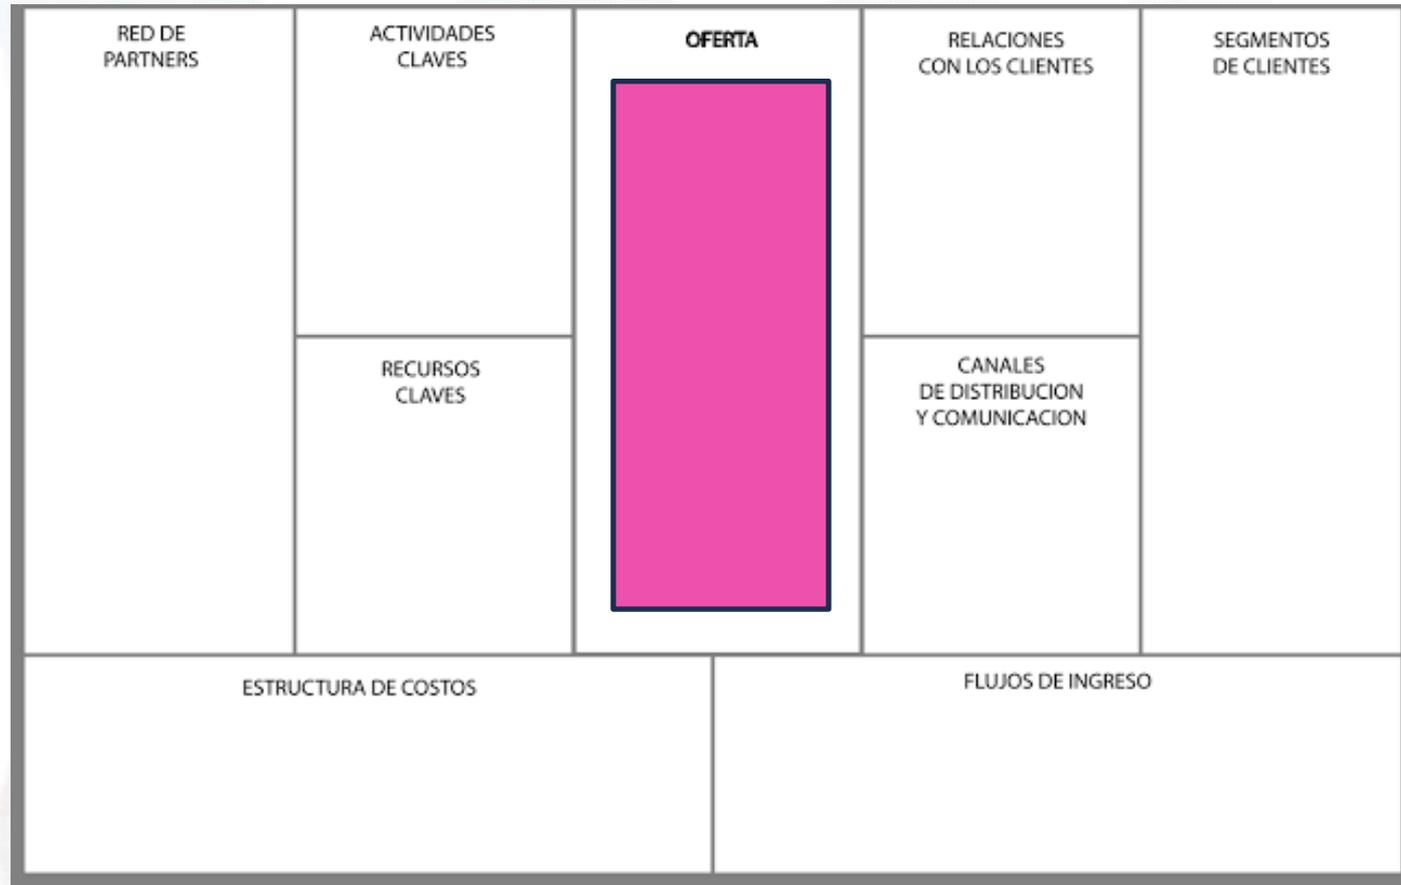 RED DE
PARTNERS
ACTIVIDADES
CLAVES
OFERTA
RELACIONES
CON LOS CLIENTES
SEGMENTOS
DE CLIENTES
RECURSOS
CLAVES
CANALES
DE DISTRIBUCION
Y COMUNICACION
ESTRUCTURA DE COSTOS
FLUJOS DE INGRESO